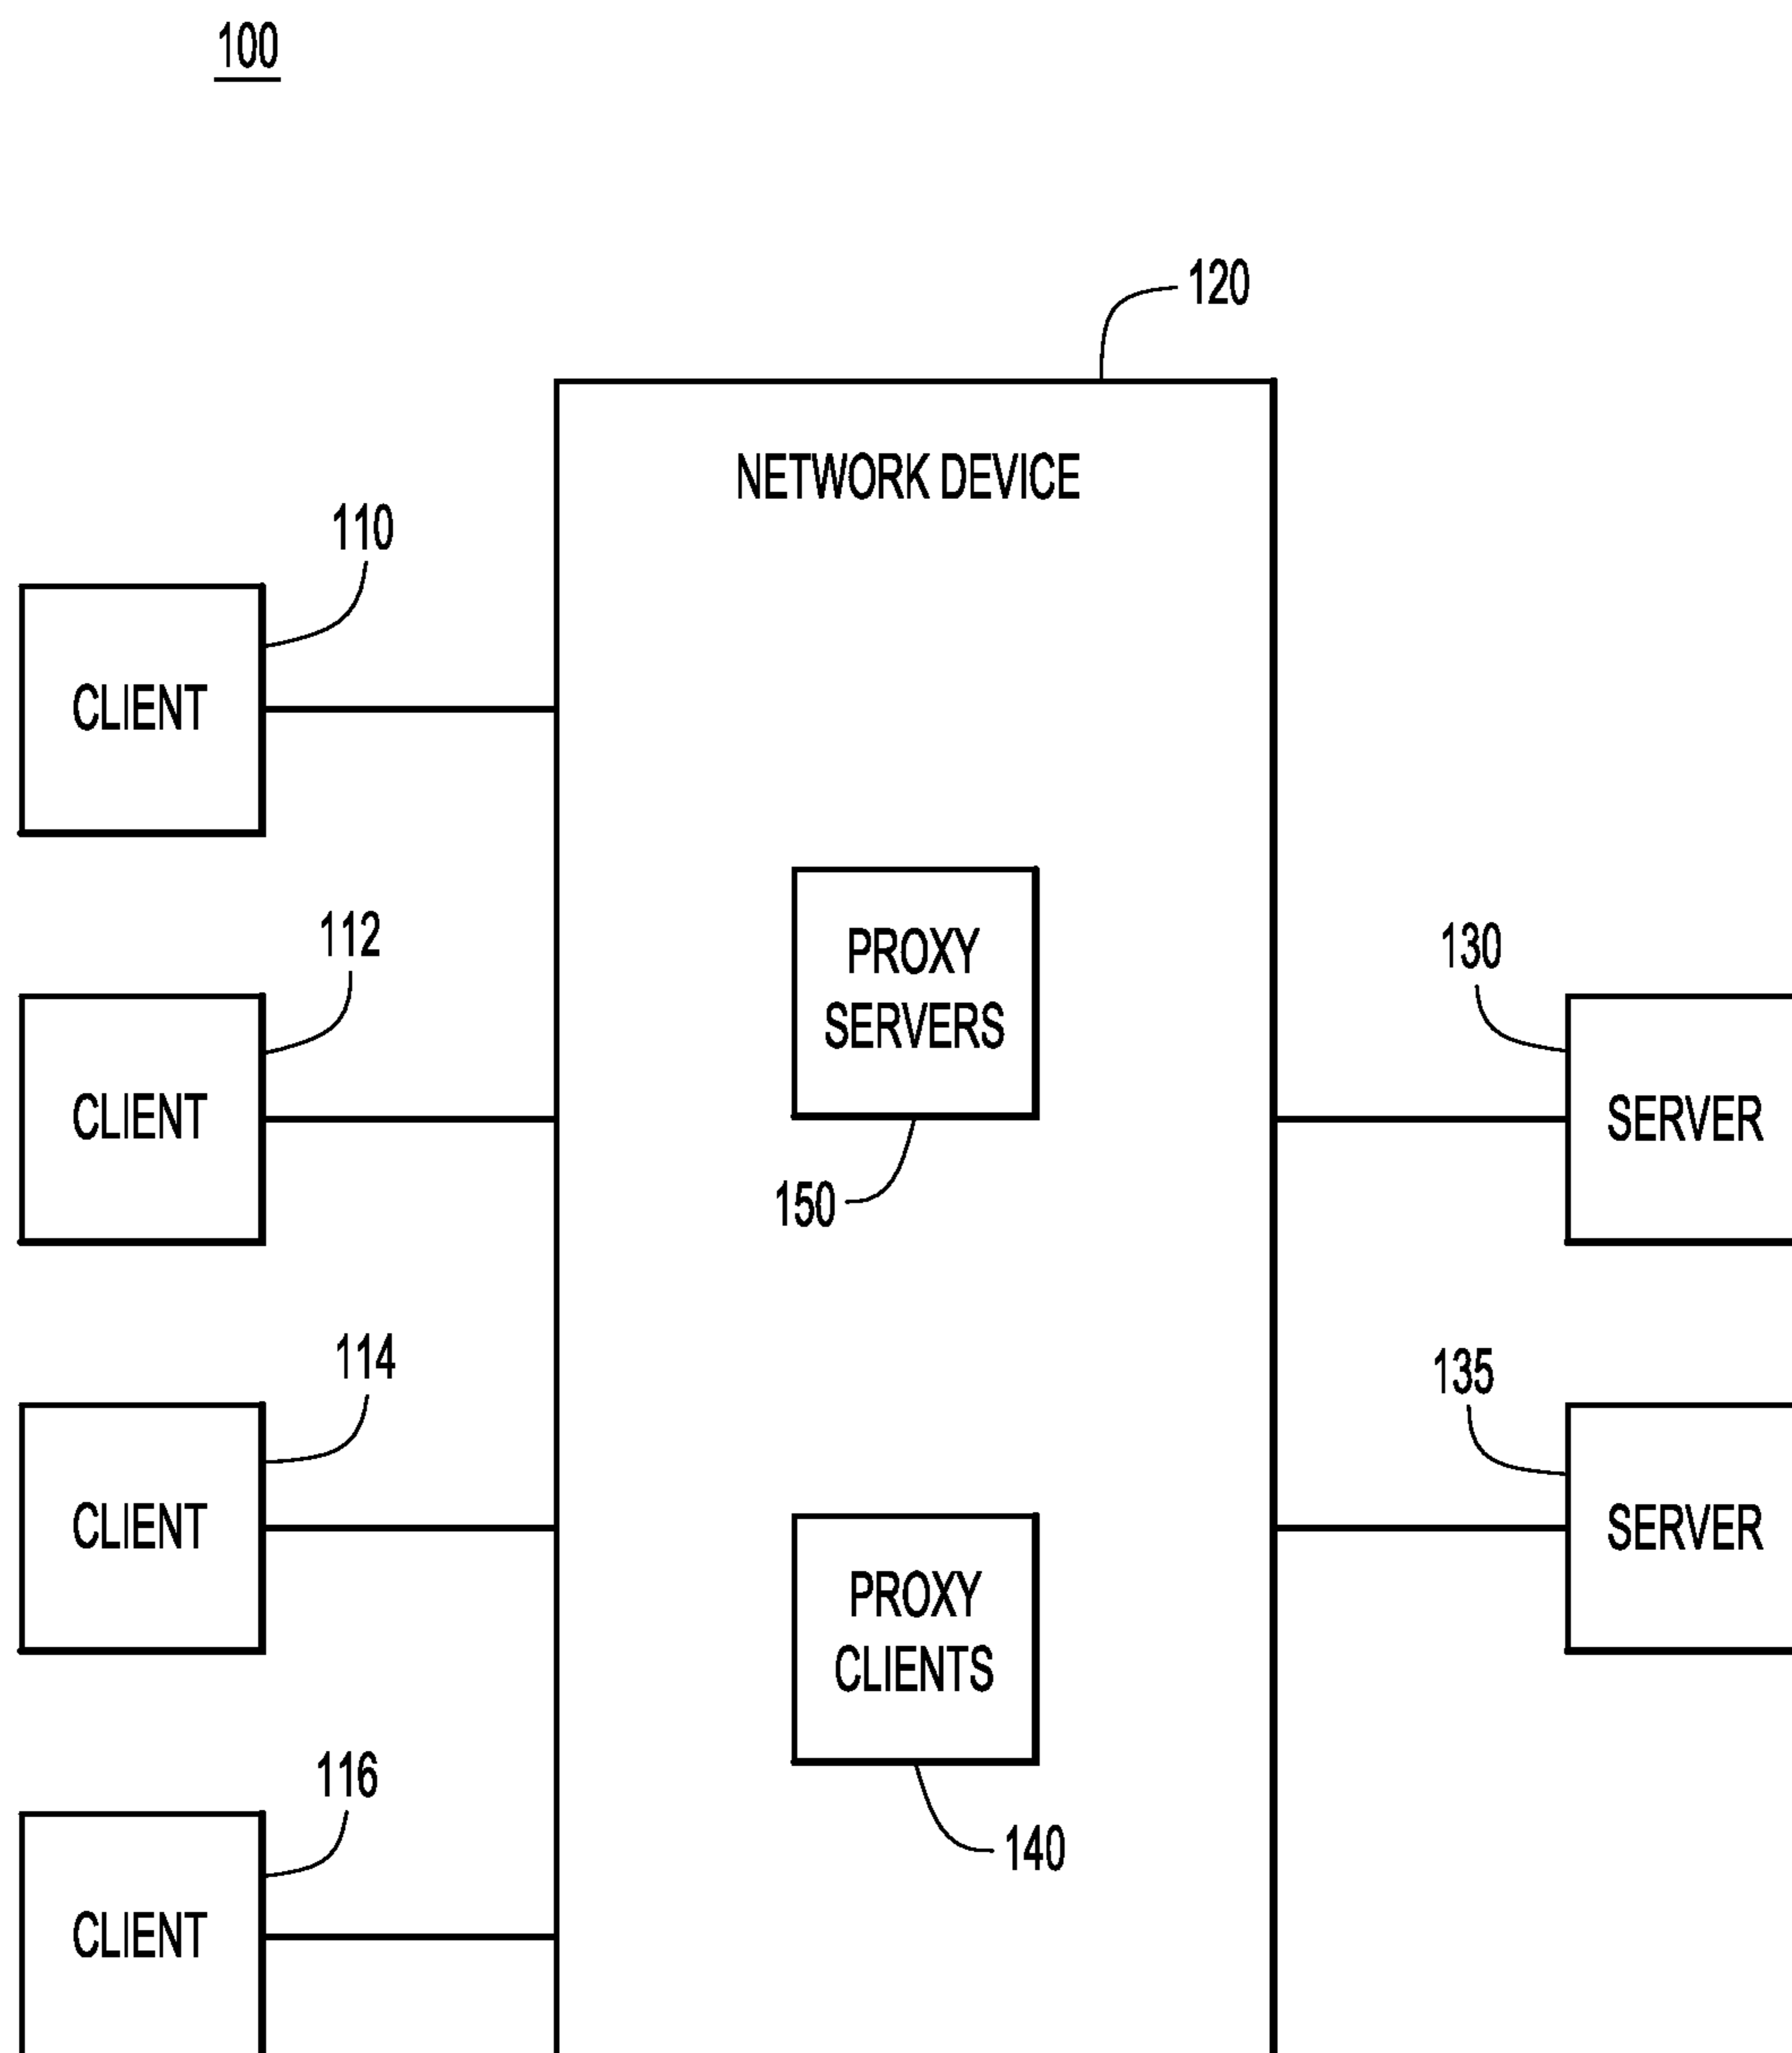 100
120
NETWORK DEVICE
110
CLIENT
112
CLIENT
PROXY
SERVERS
150
130
SERVER
114
CLIENT
135
SERVER
PROXY
CLIENTS
140
116
CLIENT